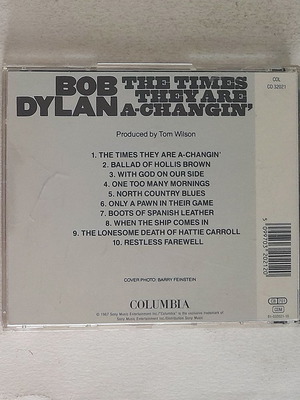 BOB DYLAN
THE TIMES
THEY ARE
A-CHANGIN'
COL
CD 32021
Produced by Tom Wilson
1. THE TIMES THEY ARE A-CHANGIN'
2. BALLAD OF HOLLIS BROWN
3. WITH GOD ON OUR SIDE
4. ONE TOO MANY MORNINGS
5. NORTH COUNTRY BLUES
6. ONLY A PAWN IN THEIR GAME
7. BOOTS OF SPANISH LEATHER
8. WHEN THE SHIP COMES IN
9. THE LONESOME DEATH OF HATTIE CARROLL
10. RESTLESS FAREWELL
COVER PHOTO: BARRY FEINSTEIN
COLUMBIA